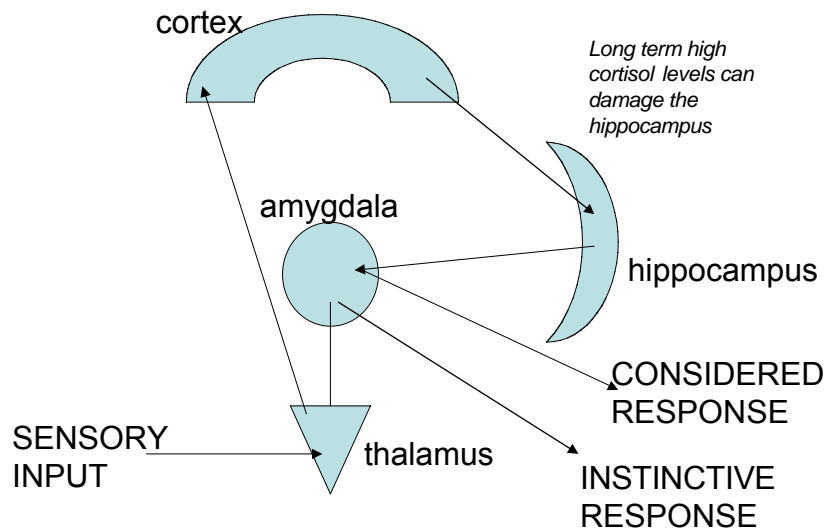 cortex
Long term high
cortisol levels can
damage the
hippocampus
amygdala
hippocampus
CONSIDERED
RESPONSE
SENSORY
INPUT
thalamus
INSTINCTIVE
RESPONSE